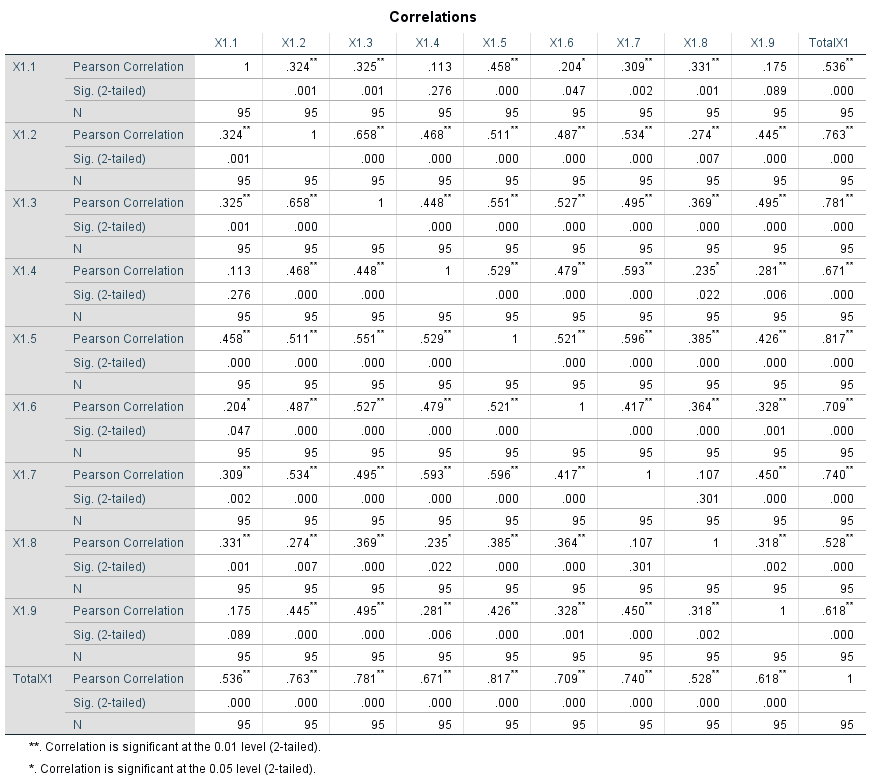 Correlations
X1.1 X1.2 X1.3 X1.4 X1.5 X1.6 X1.7 X1.8 X1.9 TotalX1
X1.1 Pearson Correlation 1 .324** .325** .113 .458** .204* .309** .331** .175 .536**
Sig. (2-tailed) .001 .001 .276 .000 .047 .002 .001 .089 .000
N 95 95 95 95 95 95 95 95 95 95
X1.2 Pearson Correlation .324** 1 .658** .468** .511** .487** .534** .274** .445** .763**
Sig. (2-tailed) .001 .000 .000 .000 .000 .000 .007 .000 .000
N 95 95 95 95 95 95 95 95 95 95
X1.3 Pearson Correlation .325** .658** 1 .448** .551** .527** .495** .369** .495** .781**
Sig. (2-tailed) .001 .000 .000 .000 .000 .000 .000 .000 .000
N 95 95 95 95 95 95 95 95 95 95
X1.4 Pearson Correlation .113 .468** .448** 1 .529** .479** .593** .235* .281** .671**
Sig. (2-tailed) .276 .000 .000 .000 .000 .000 .022 .006 .000
N 95 95 95 95 95 95 95 95 95 95
X1.5 Pearson Correlation .458** .511** .551** .529** 1 .521** .596** .385** .426** .817**
Sig. (2-tailed) .000 .000 .000 .000 .000 .000 .000 .000 .000
N 95 95 95 95 95 95 95 95 95 95
X1.6 Pearson Correlation .204* .487** .527** .479** .521** 1 .417** .364** .328** .709**
Sig. (2-tailed) .047 .000 .000 .000 .000 .000 .000 .001 .000
N 95 95 95 95 95 95 95 95 95 95
X1.7 Pearson Correlation .309** .534** .495** .593** .596** .417** 1 .107 .450** .740**
Sig. (2-tailed) .002 .000 .000 .000 .000 .000 .301 .000 .000
N 95 95 95 95 95 95 95 95 95 95
X1.8 Pearson Correlation .331** .274** .369** .235* .385** .364** .107 1 .318** .528**
Sig. (2-tailed) .001 .007 .000 .022 .000 .000 .301 .002 .000
N 95 95 95 95 95 95 95 95 95 95
X1.9 Pearson Correlation .175 .445** .495** .281** .426** .328** .450** .318** 1 .618**
Sig. (2-tailed) .089 .000 .000 .006 .000 .001 .000 .002 .000
N 95 95 95 95 95 95 95 95 95 95
TotalX1 Pearson Correlation .536** .763** .781** .671** .817** .709** .740** .528** .618** 1
Sig. (2-tailed) .000 .000 .000 .000 .000 .000 .000 .000 .000
N 95 95 95 95 95 95 95 95 95 95
**. Correlation is significant at the 0.01 level (2-tailed).
*. Correlation is significant at the 0.05 level (2-tailed).